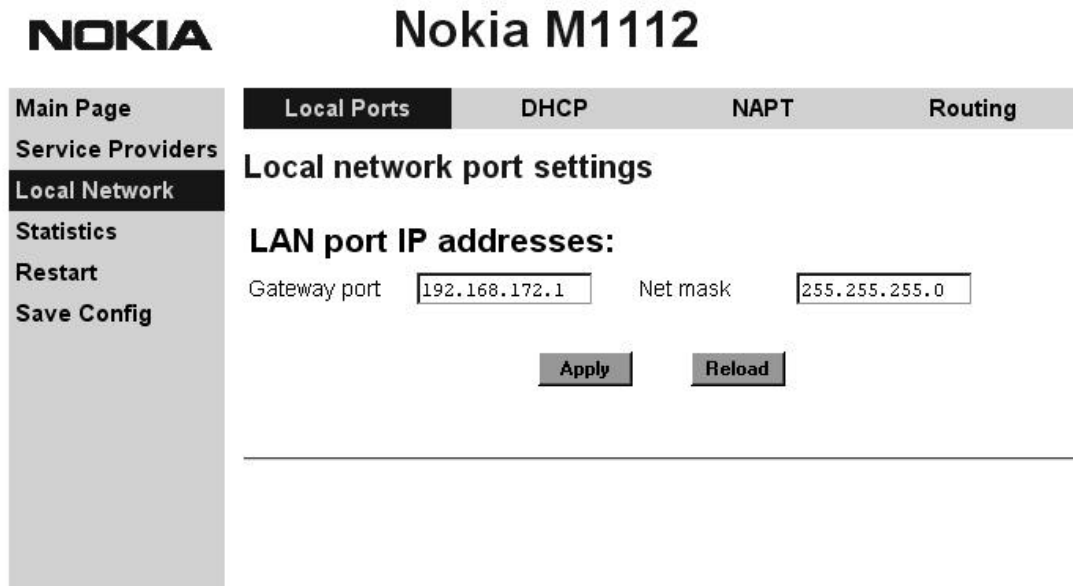 NOKIA
Nokia M1112
Main Page
Service Providers
Local Network
Statistics
Restart
Save Config
Local Ports DHCP NAPT Routing
Local network port settings
LAN port IP addresses:
Gateway port 192.168.172.1 Net mask 255.255.255.0
Apply Reload